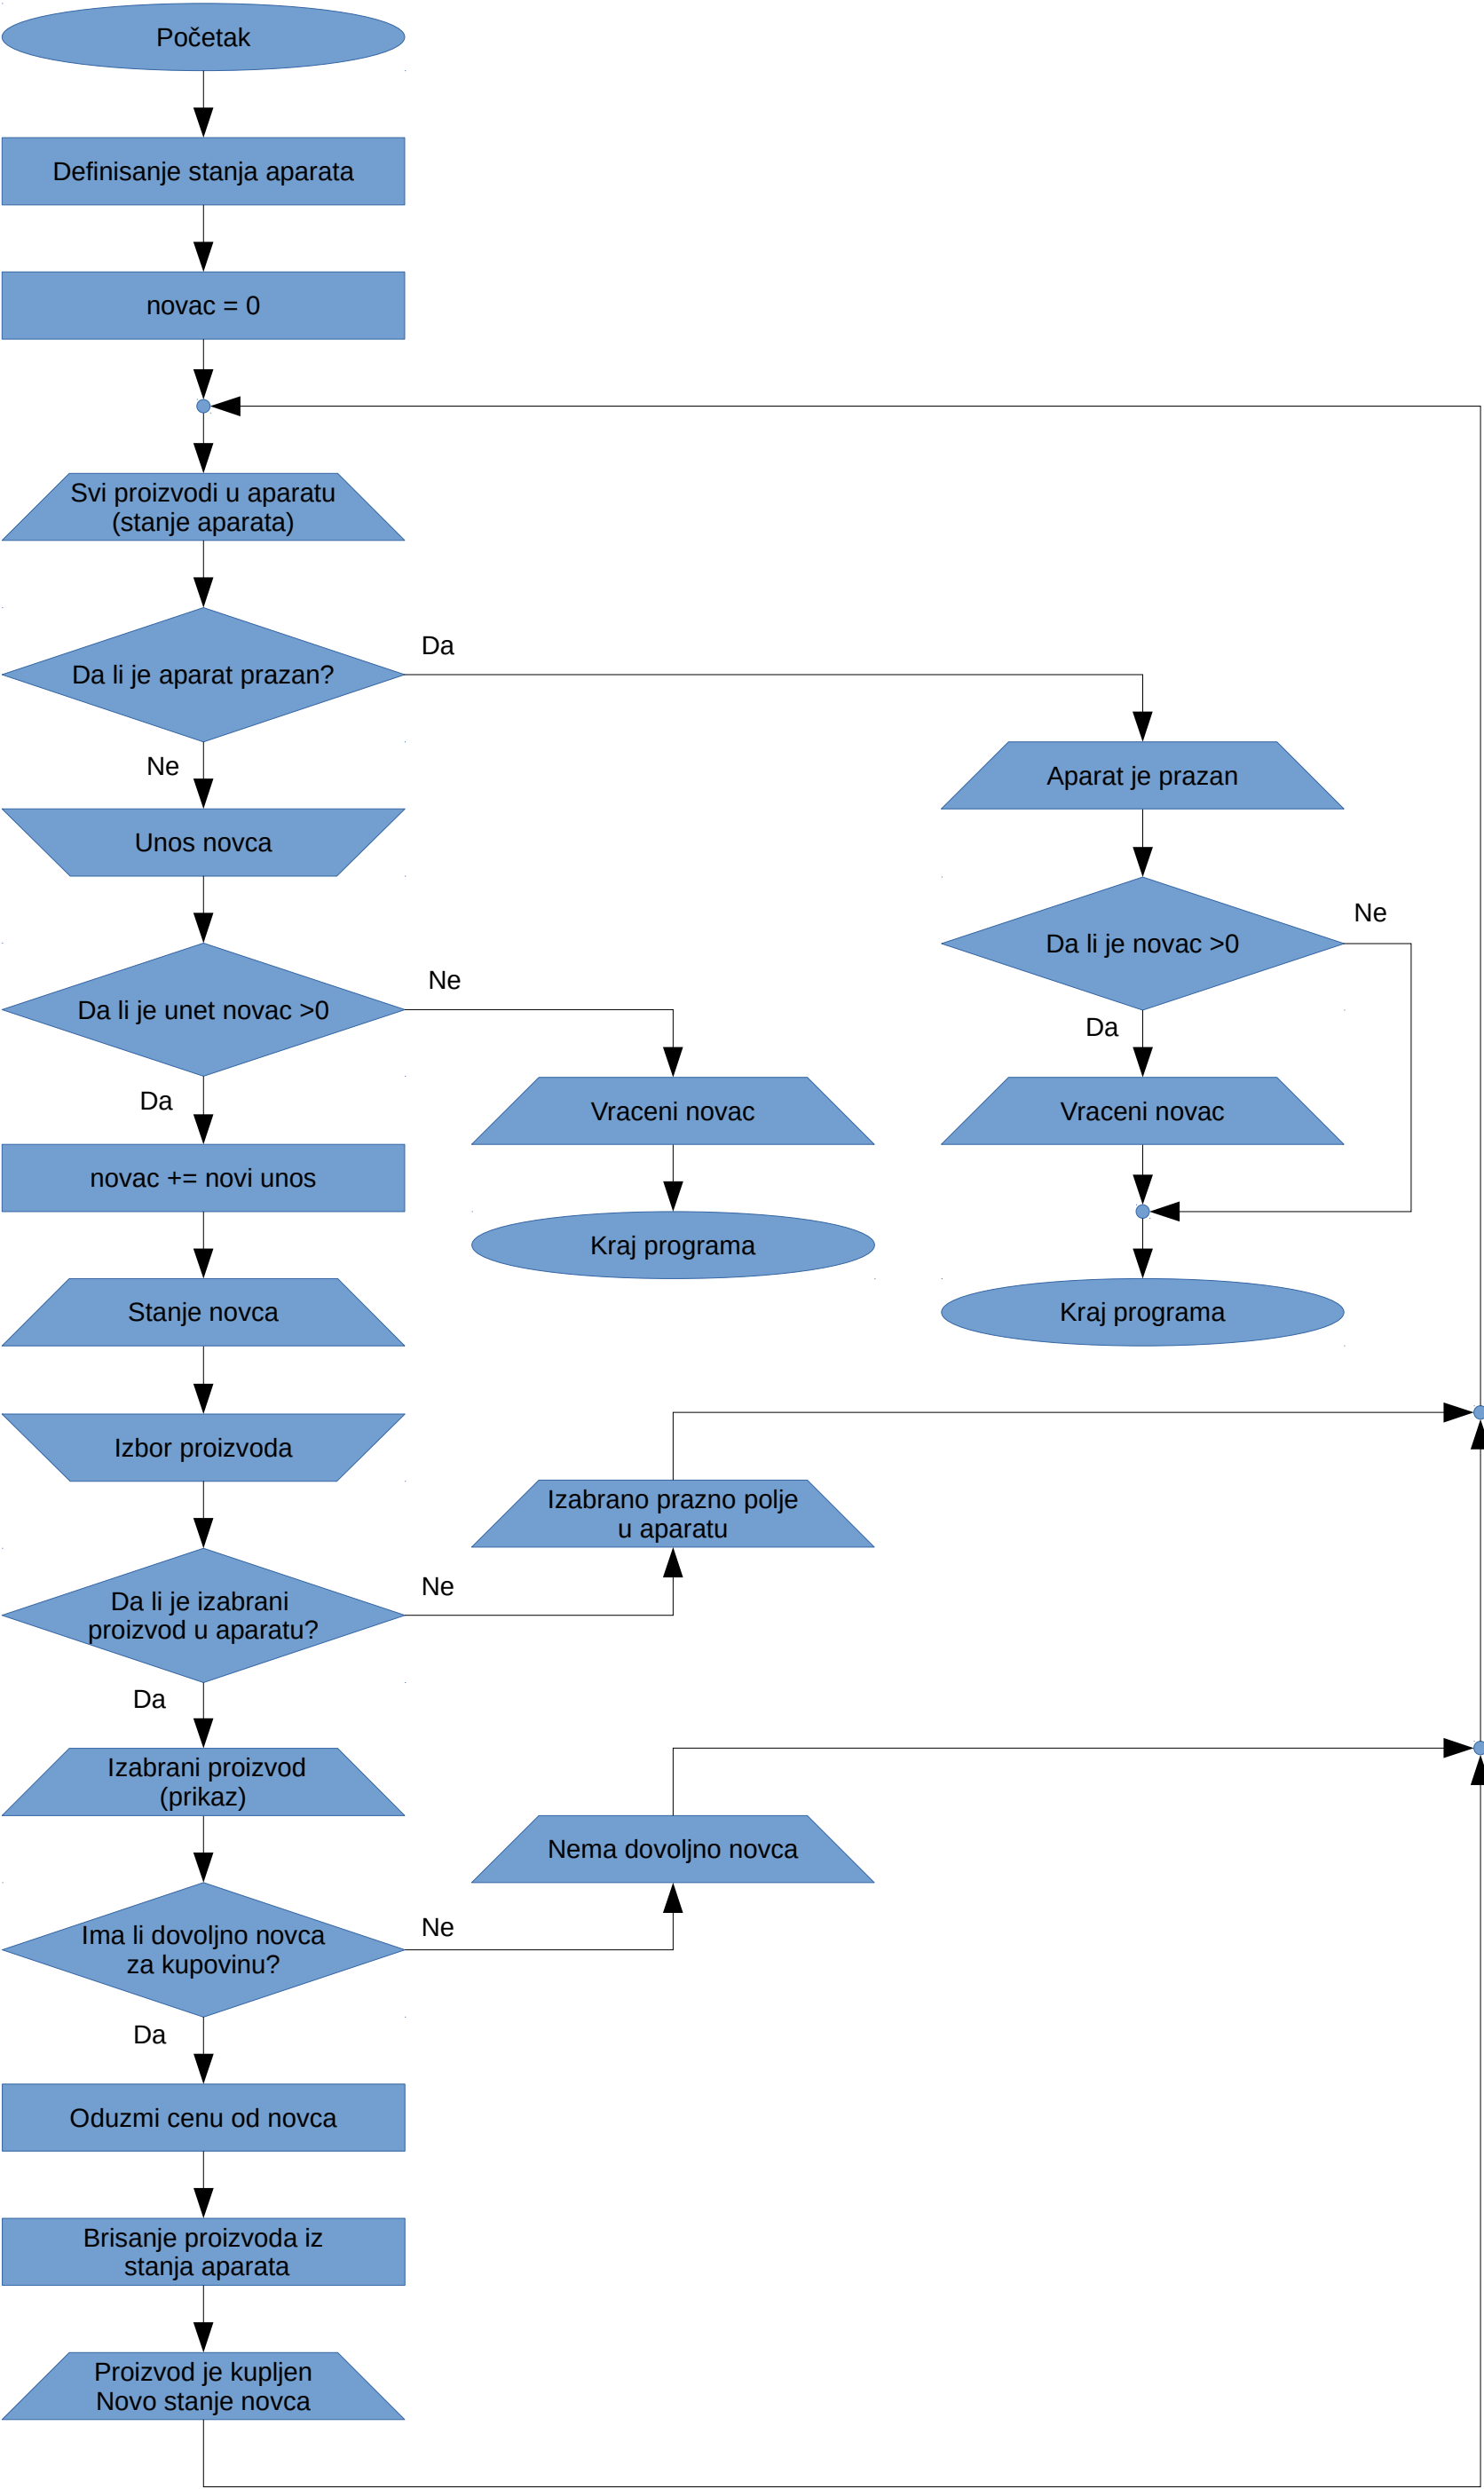 Početak
Definisanje stanja aparata
novac = 0
Svi proizvodi u aparatu
(stanje aparata)
Da li je aparat prazan?
Da
Ne
Aparat je prazan
Unos novca
Da li je novac >0
Ne
Da
Da li je unet novac >0
Ne
Da
Vraceni novac
Vraceni novac
novac += novi unos
Kraj programa
Stanje novca
Kraj programa
Izbor proizvoda
Izabrano prazno polje
u aparatu
Da li je izabrani
proizvod u aparatu?
Ne
Da
Izabrani proizvod
(prikaz)
Nema dovoljno novca
Ima li dovoljno novca
za kupovinu?
Ne
Da
Oduzmi cenu od novca
Brisanje proizvoda iz
stanja aparata
Proizvod je kupljen
Novo stanje novca